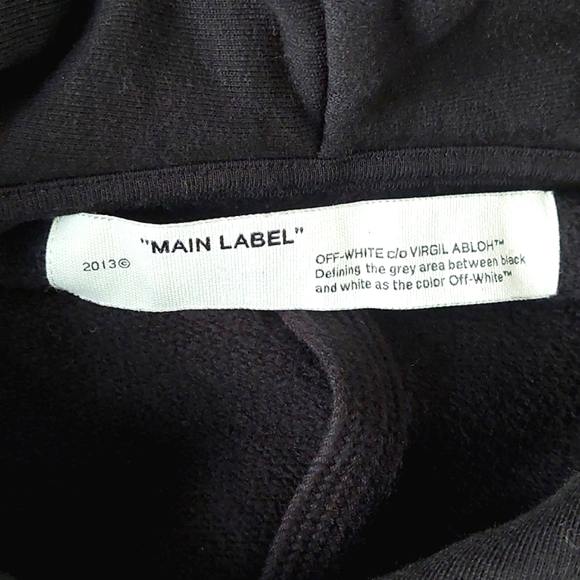 "MAIN LABEL"
2013©
OFF-WHITE c/o VIRGIL ABLOH™
Defining the grey area between black
and white as the color Off-White™